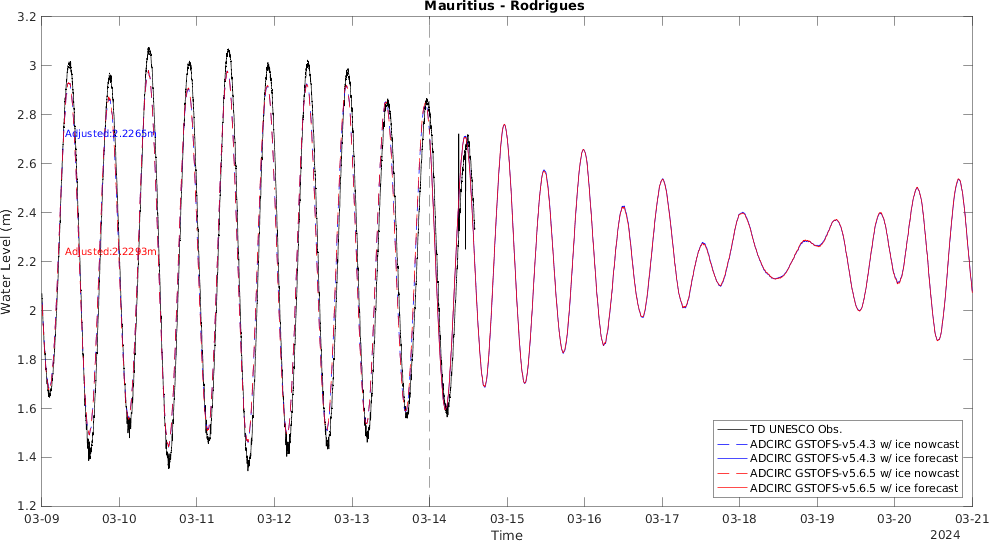 Mauritius - Rodrigues
3.2
3
2.8
2.6
2.4
2.2
2
1.8
1.6
1.4
1.2
Water Level (m)
Adjusted:2.2265m
Adjusted:2.2293m
TD UNESCO Obs.
ADCIRC GSTOFS-v5.4.3 w/ ice nowcast
ADCIRC GSTOFS-v5.4.3 w/ ice forecast
ADCIRC GSTOFS-v5.6.5 w/ ice nowcast
ADCIRC GSTOFS-v5.6.5 w/ ice forecast
03-09 03-10 03-11 03-12 03-13 03-14 03-15 03-16 03-17 03-18 03-19 03-20 03-21
Time
2024